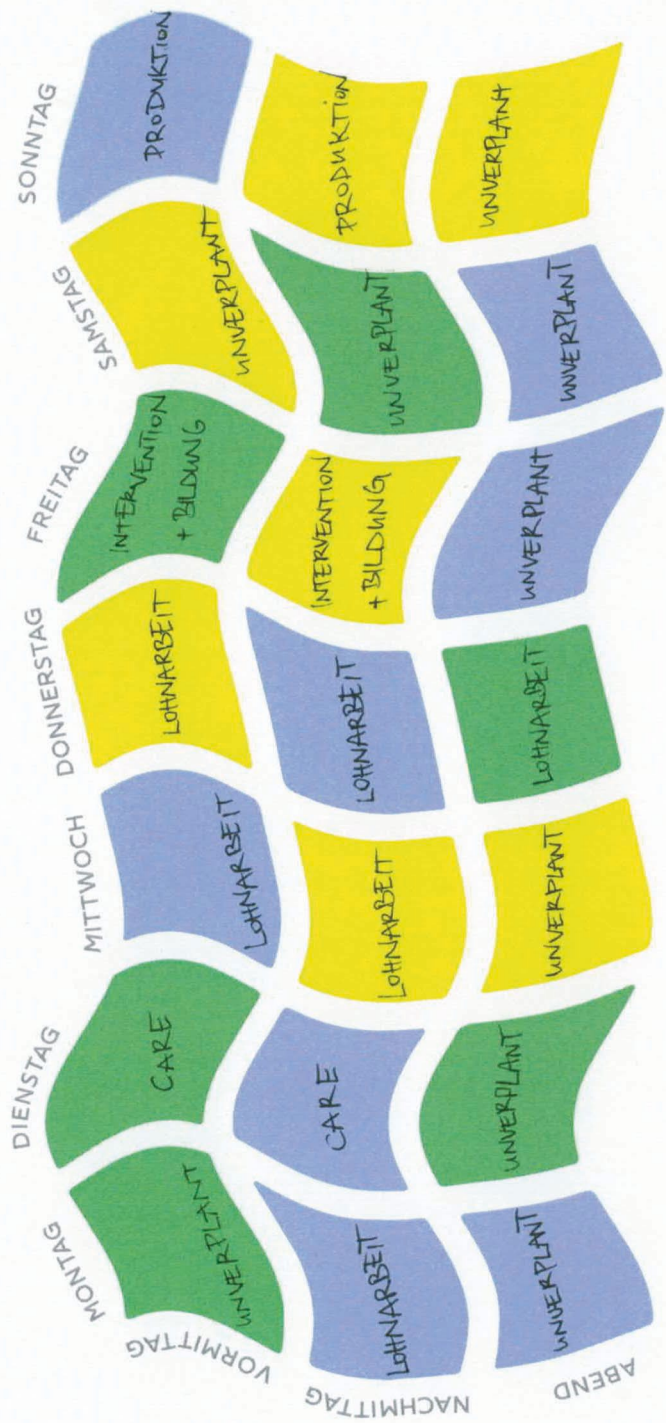 MONTAG
DIENSTAG
MITTWOCH
DONNERSTAG
FREITAG
SAMSTAG
SONNTAG
VORMITTAG
UNVERPLANT
CARE
LOHNARBEIT
LOHNARBEIT
INTERVENTION
+ BILDUNG
UNVERPLANT
PRODUKTION
NACHMITTAG
LOHNARBEIT
CARE
LOHNARBEIT
LOHNARBEIT
INTERVENTION
+ BILDUNG
UNVERPLANT
PRODUKTION
ABEND
UNVERPLANT
UNVERPLANT
UNVERPLANT
LOHNARBEIT
UNVERPLANT
UNVERPLANT
UNVERPLANT